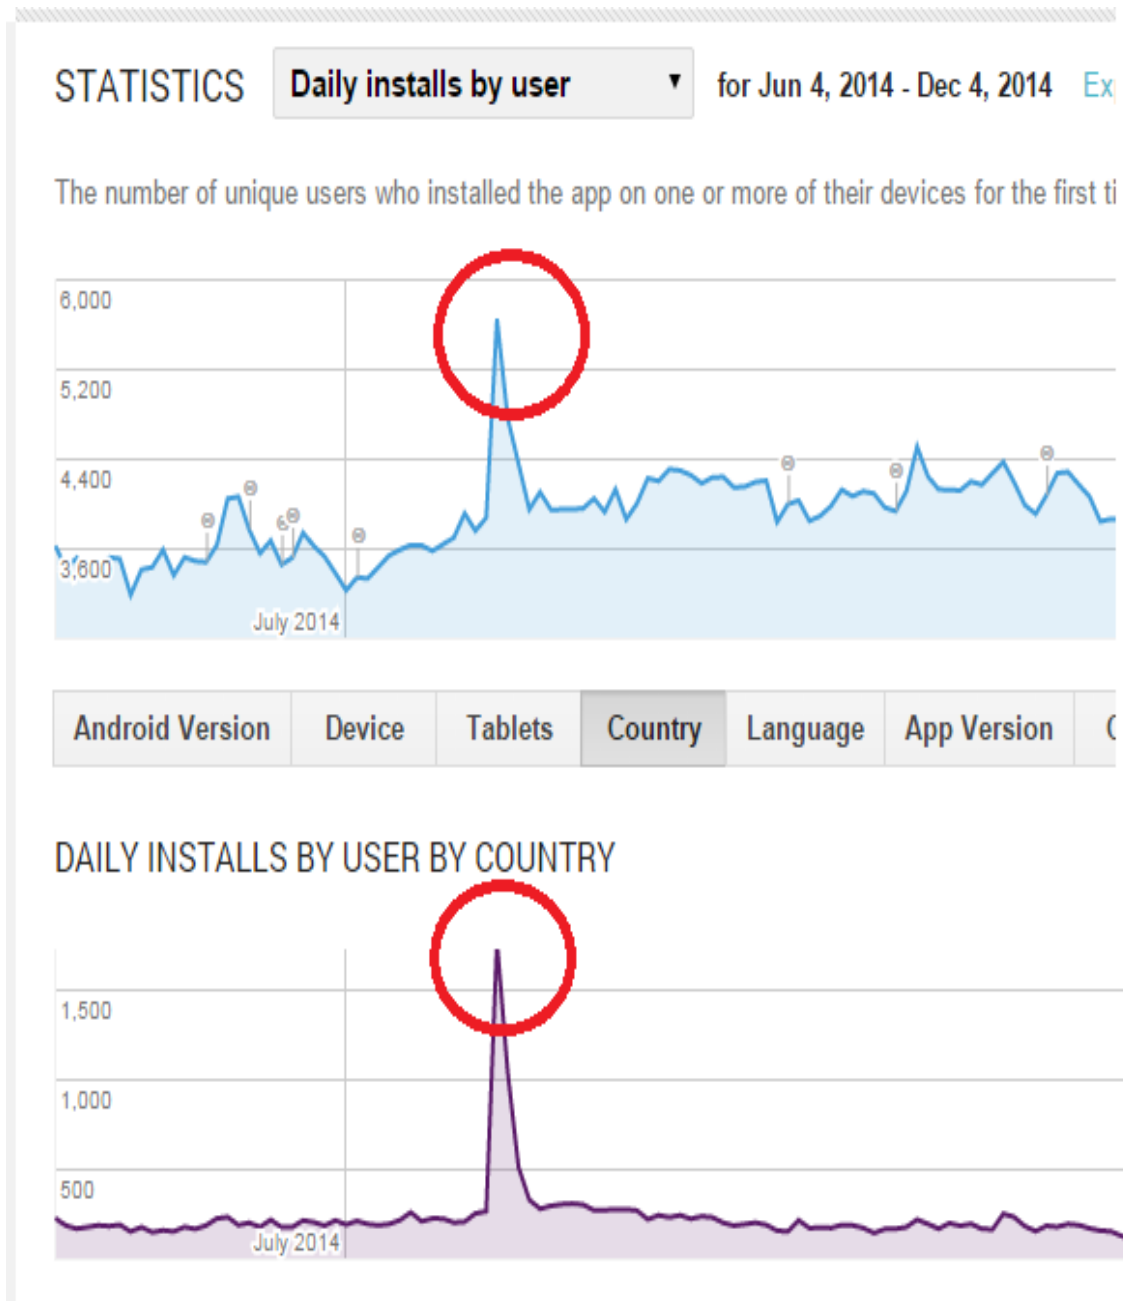 STATISTICS Daily installs by user for Jun 4, 2014 - Dec 4, 2014
The number of unique users who installed the app on one or more of their devices for the first
6,000
5,200
4,400
3,600
July 2014
Android Version Device Tablets Country Language App Version
DAILY INSTALLS BY USER BY COUNTRY
1,500
1,000
500
July 2014